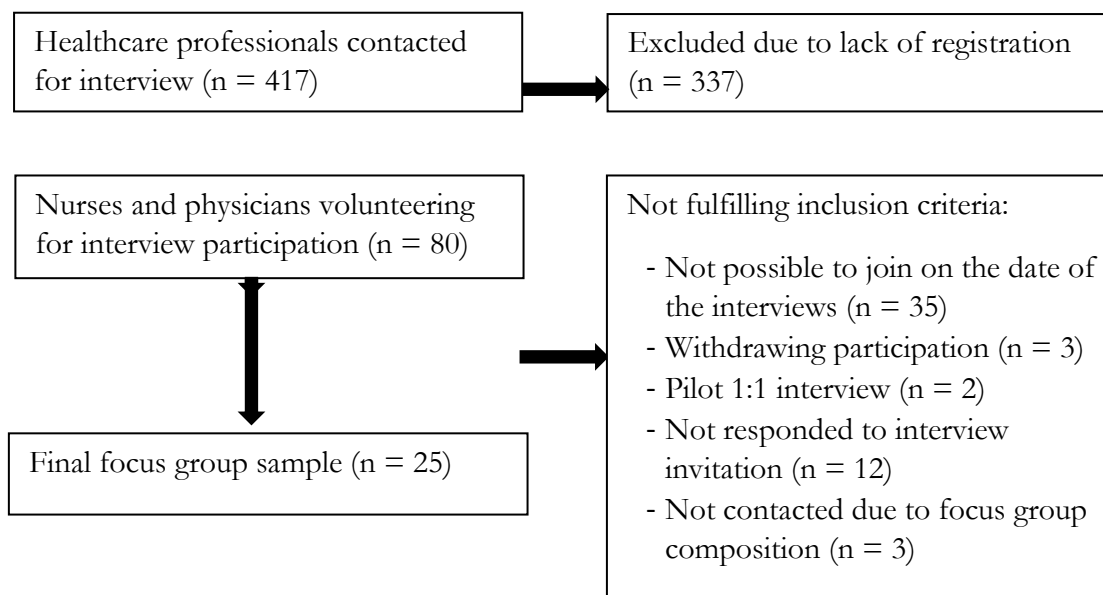 Healthcare professionals contacted
for interview (n = 417)
Excluded due to lack of registration
(n = 337)
Nurses and physicians volunteering
for interview participation (n = 80)
Not fulfilling inclusion criteria:
- Not possible to join on the date of
the interviews (n = 35)
- Withdrawing participation (n = 3)
- Pilot 1:1 interview (n = 2)
- Not responded to interview
invitation (n = 12)
- Not contacted due to focus group
composition (n = 3)
Final focus group sample (n = 25)